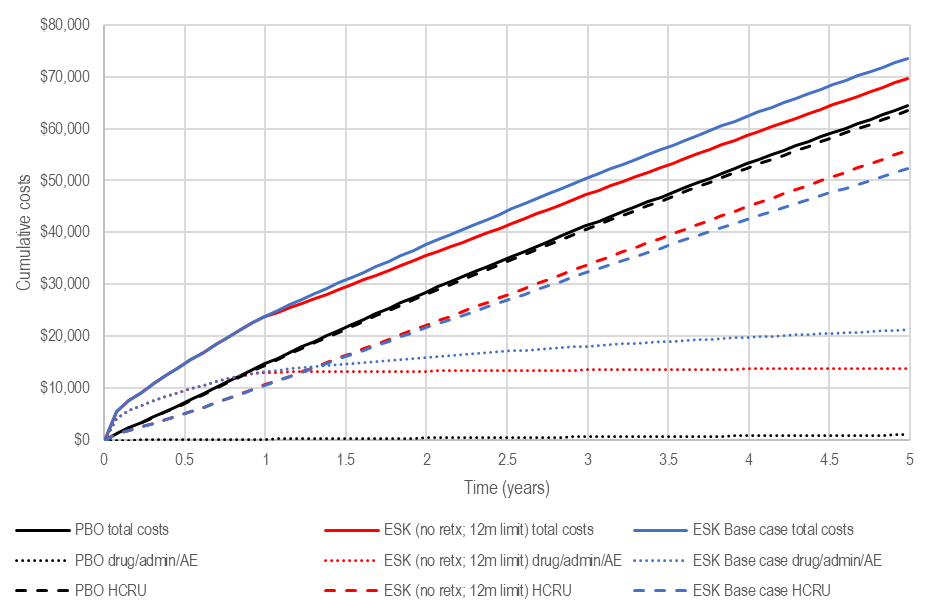 $80,000
$70,000
$60,000
$50,000
$40,000
$30,000
$20,000
$10,000
$0
Cumulative costs
0 0.5 1 1.5 2 2.5 3 3.5 4 4.5 5
Time (years)
PBO total costs ESK (no retx; 12m limit) total costs ESK Base case total costs
PBO drug/admin/AE ESK (no retx; 12m limit) drug/admin/AE ESK Base case drug/admin/AE
PBO HCRU ESK (no retx; 12m limit) HCRU ESK Base case HCRU